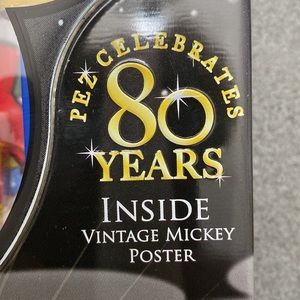 PEZ CELEBRATES
80
YEARS
INSIDE
VINTAGE MICKEY
POSTER